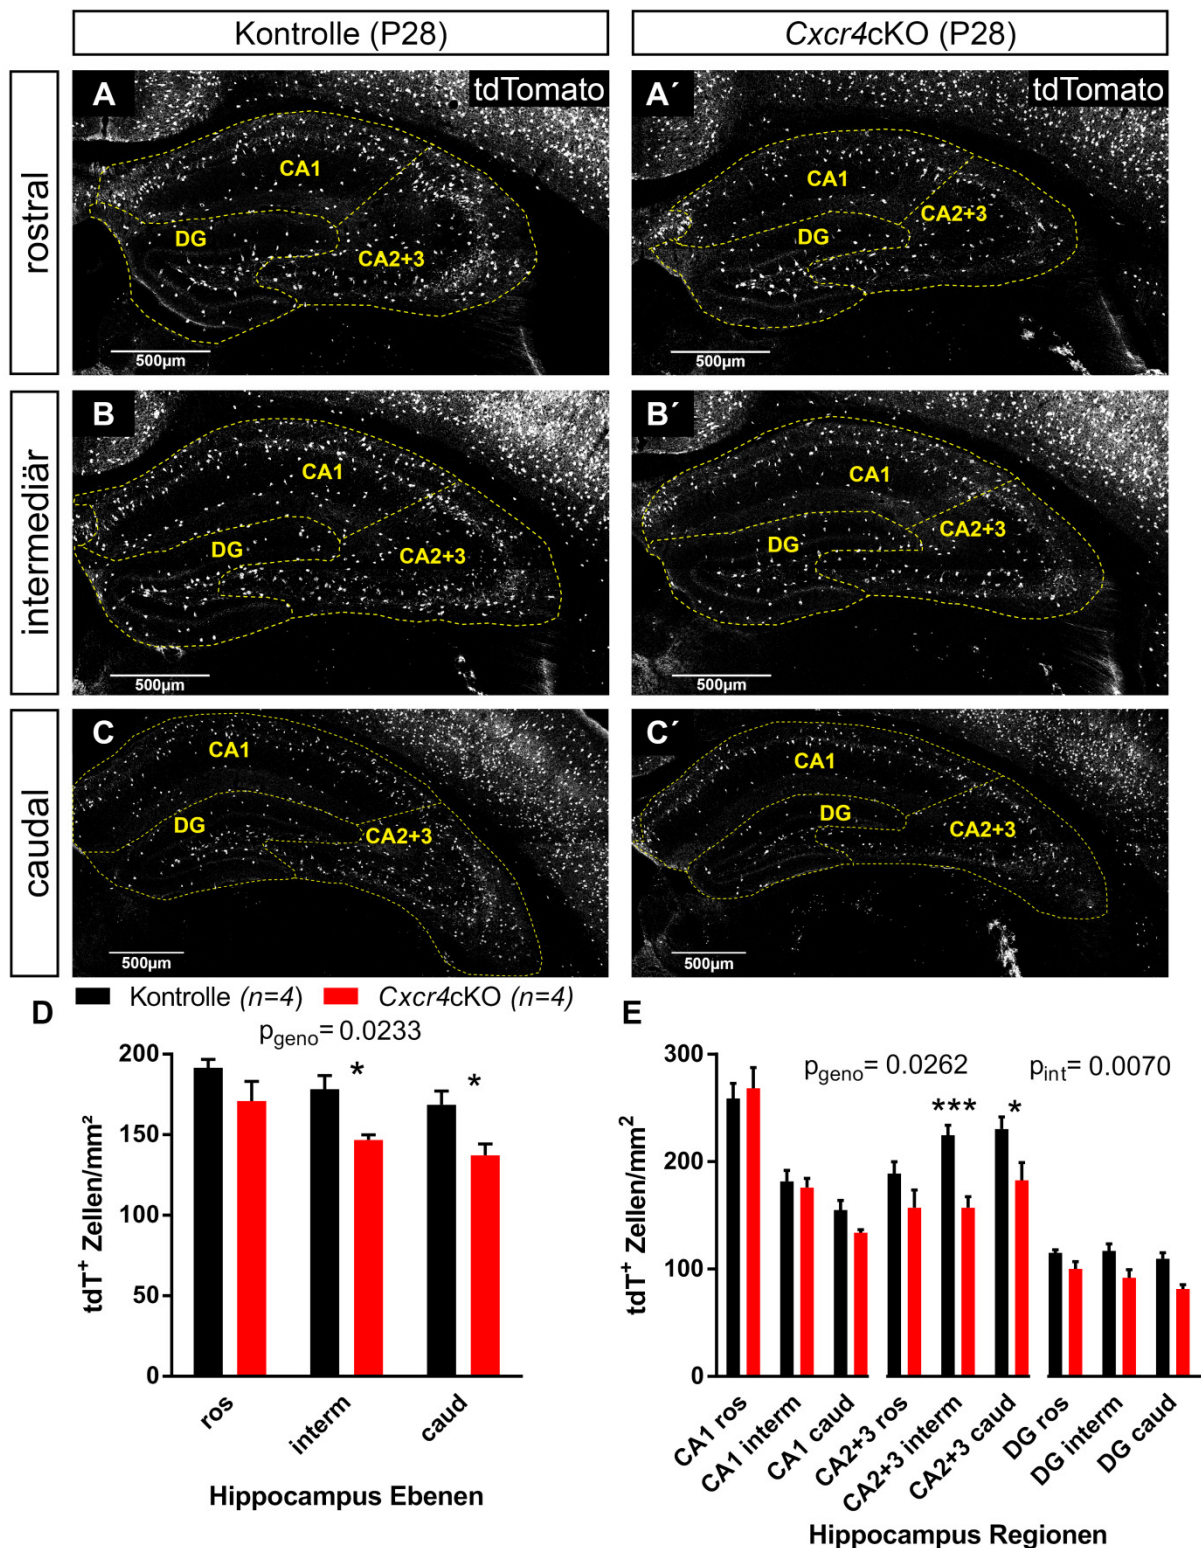 Kontrolle (P28)
Cxcr4cKO (P28)
rostral
A
tdTomato
CA1
DG
CA2+3
500µm
A´
tdTomato
CA1
DG
CA2+3
500µm
intermediär
B
CA1
DG
CA2+3
500µm
B´
CA1
DG
CA2+3
500µm
caudal
C
CA1
DG
CA2+3
500µm
C´
CA1
DG
CA2+3
500µm
Kontrolle (n=4)
Cxcr4cKO (n=4)
D
pgeno= 0.0233
tdT+ Zellen/mm²
200
150
100
50
0
*
*
ros
interm
caud
Hippocampus Ebenen
E
pgeno= 0.0262
pint= 0.0070
tdT+ Zellen/mm2
300
200
100
0
***
*
CA1 ros
CA1 interm
CA1 caud
CA2+3 ros
CA2+3 interm
CA2+3 caud
DG ros
DG interm
DG caud
Hippocampus Regionen